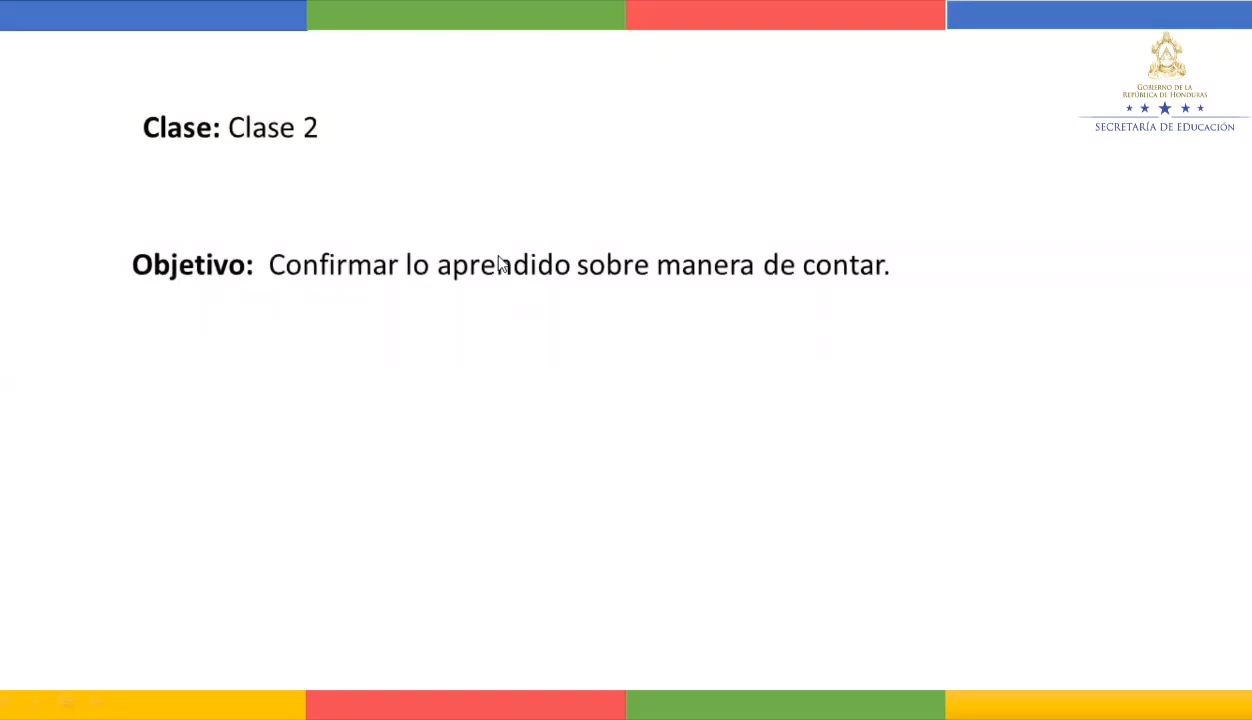 GOBIERNO DE LA
REPÚBLICA DE HONDURAS
SECRETARÍA DE EDUCACIÓN
Clase: Clase 2
Objetivo: Confirmar lo aprendido sobre manera de contar.